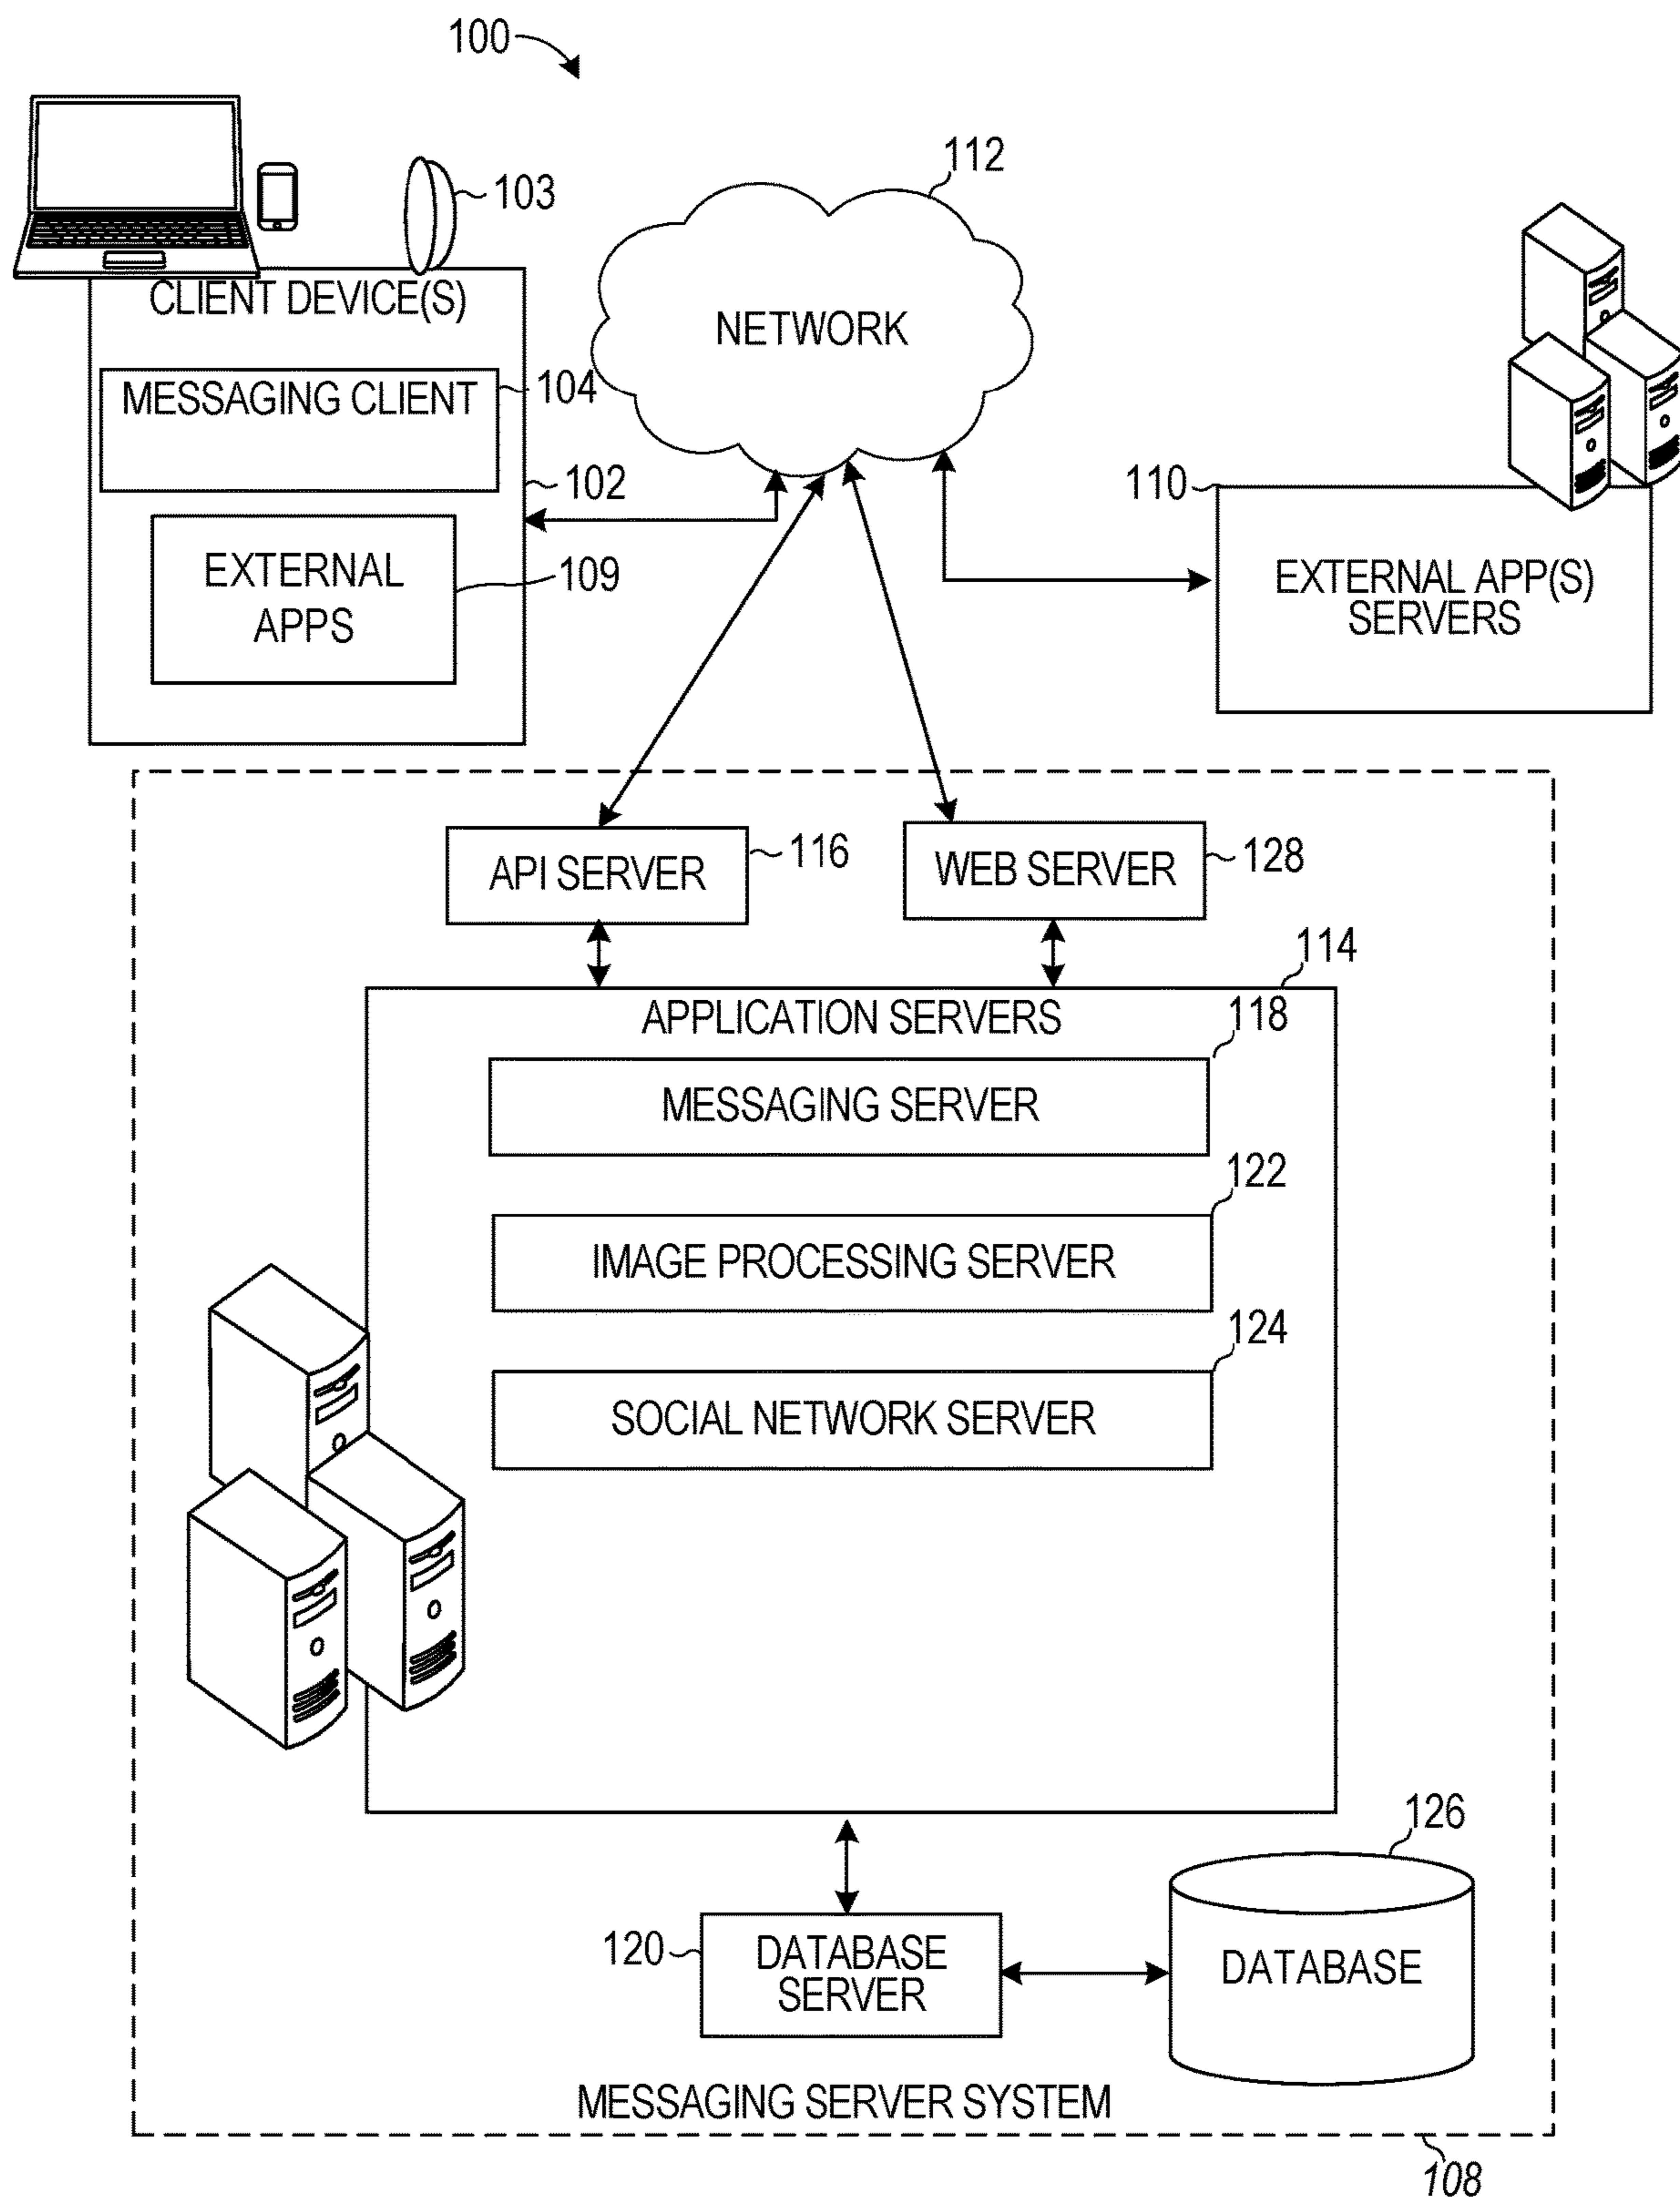 100
112
103
CLIENT DEVICE(S)
NETWORK
MESSAGING CLIENT
104
102
110
EXTERNAL
APPS
109
EXTERNAL APP(S)
SERVERS
API SERVER
116
WEB SERVER
128
114
APPLICATION SERVERS
118
MESSAGING SERVER
122
IMAGE PROCESSING SERVER
124
SOCIAL NETWORK SERVER
126
120
DATABASE
SERVER
DATABASE
MESSAGING SERVER SYSTEM
108